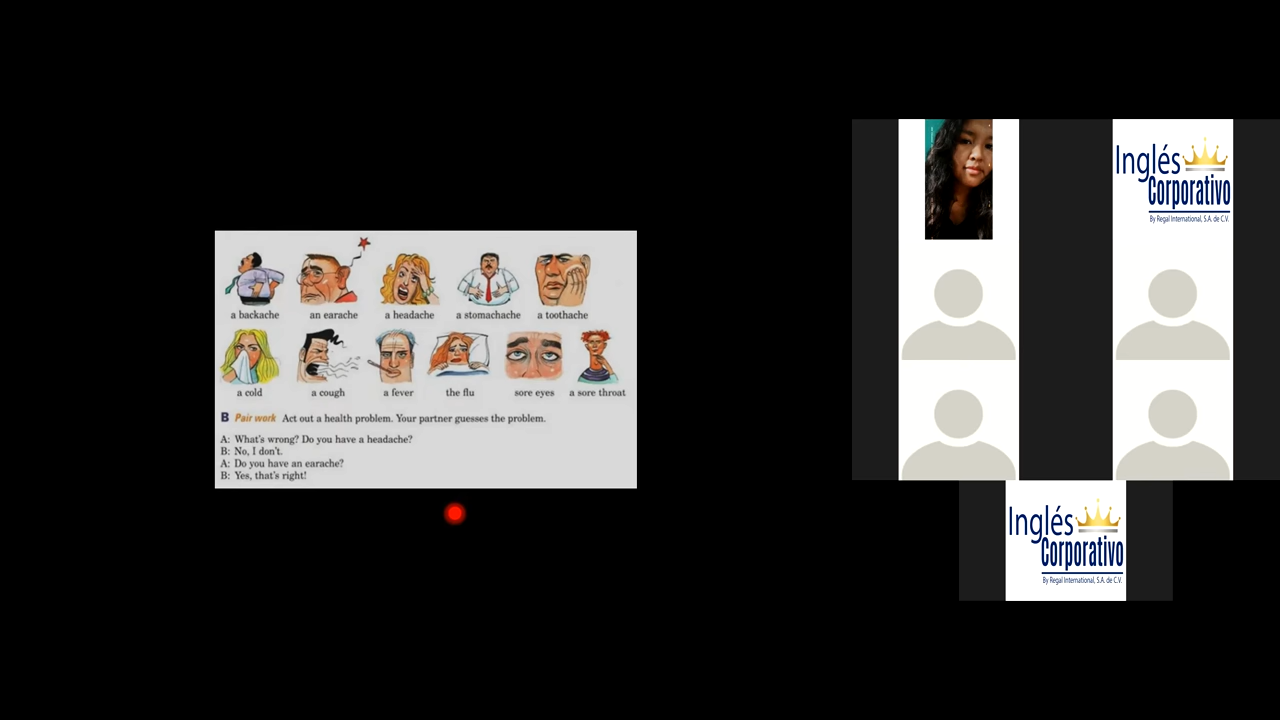 a backache an earache a headache a stomachache a toothache
a cold a cough a fever the flu sore eyes a sore throat
B Pair work Act out a health problem. Your partner guesses the problem.
A: What's wrong? Do you have a headache?
B: No, I don't.
A: Do you have an earache?
B: Yes, that's right!
Inglés
Corporativo
By Regal International, S.A. de C.V.
Inglés
Corporativo
By Regal International, S.A. de C.V.